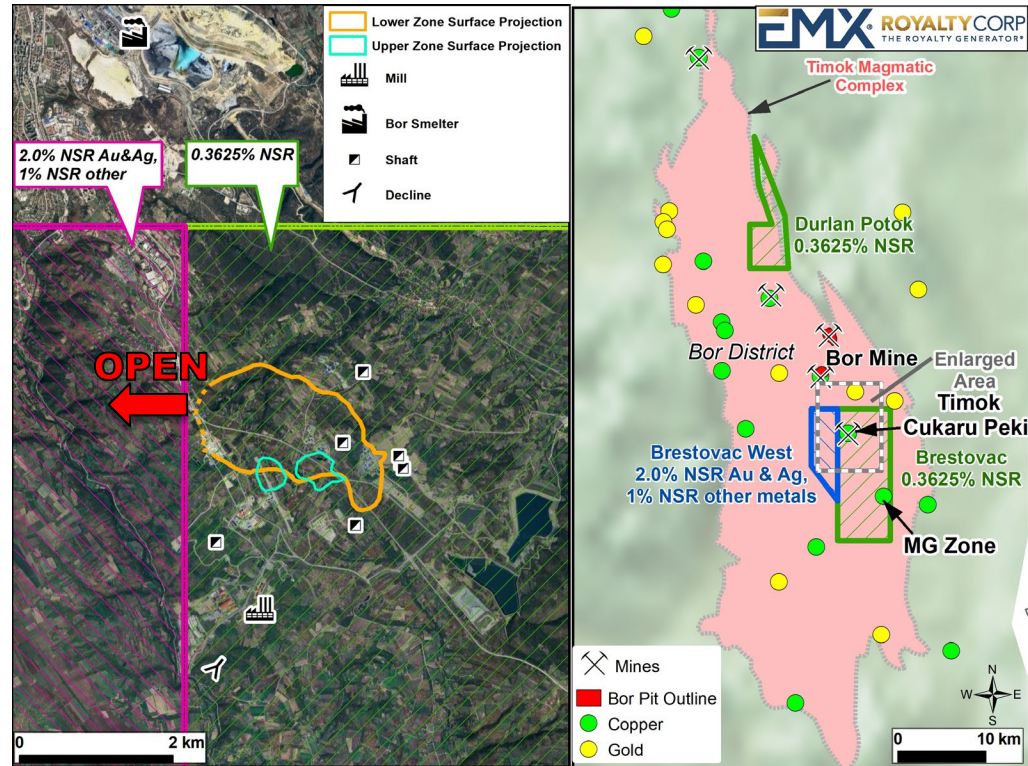 Lower Zone Surface Projection
Upper Zone Surface Projection
Mill
Bor Smelter
Shaft
Decline
2.0% NSR Au&Ag,
1% NSR other
0.3625% NSR
OPEN
0
2 km
EMX ROYALTYCORP
THE ROYALTY GENERATOR®
Timok Magmatic
Complex
Durlan Potok
0.3625% NSR
Bor District
Bor Mine
Enlarged
Area
Timok
Cukaru Peki
Brestovac West
2.0% NSR Au & Ag,
1% NSR other metals
Brestovac
0.3625% NSR
MG Zone
Mines
Bor Pit Outline
Copper
Gold
N
W
E
S
0
10 km